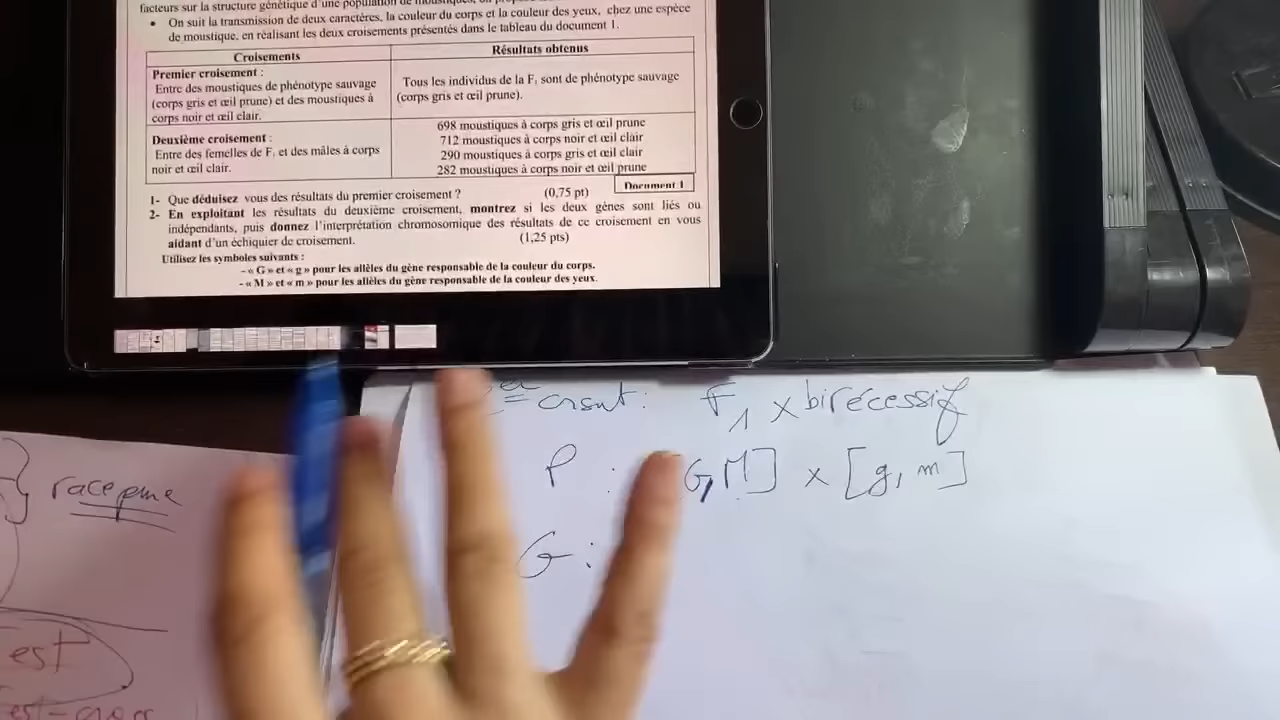 facteurs sur la structure génétique d'une population de moustiques,
• On suit la transmission de deux caractères, la couleur du corps et la couleur des yeux, chez une espèce
de moustique, en réalisant les deux croisements présentés dans le tableau du document 1.
Croisements
Résultats obtenus
Premier croisement :
Entre des moustiques de phénotype sauvage
(corps gris et œil prune) et des moustiques à
corps noir et œil clair.
Tous les individus de la F₁ sont de phénotype sauvage
(corps gris et œil prune).
Deuxième croisement :
Entre des femelles de F₁ et des mâles à corps
noir et œil clair.
698 moustiques à corps gris et œil prune
712 moustiques à corps noir et œil clair
290 moustiques à corps gris et œil clair
282 moustiques à corps noir et œil prune
Document 1
1- Que déduisez vous des résultats du premier croisement ? (0,75 pt)
2- En exploitant les résultats du deuxième croisement, montrez si les deux gènes sont liés ou
indépendants, puis donnez l'interprétation chromosomique des résultats de ce croisement en vous
aidant d'un échiquier de croisement. (1,25 pts)
Utilisez les symboles suivants :
- « G » et « g » pour les allèles du gène responsable de la couleur du corps.
- « M » et « m » pour les allèles du gène responsable de la couleur des yeux.
crsnt : F₁ x birécessif
P : G, M] x [g, m]
G :
race pure
est
est-cross